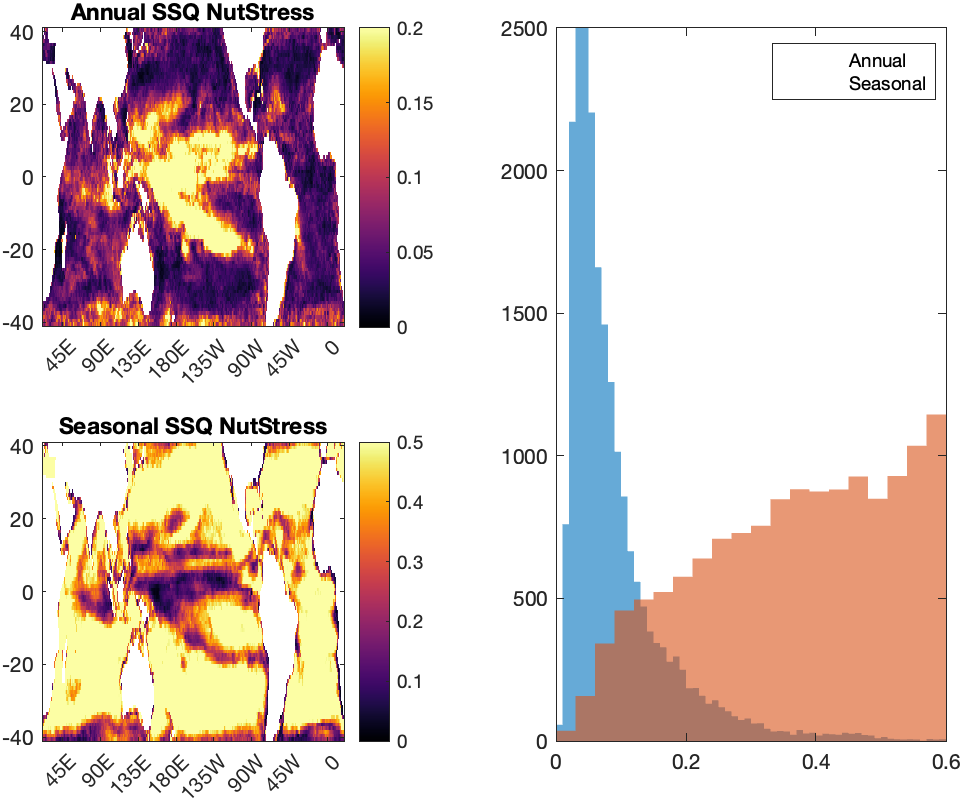 Annual SSQ NutStress
40
20
0
-20
-40
45E
90E
135E
180E
135W
90W
45W
0
0.2
0.15
0.1
0.05
0
Seasonal SSQ NutStress
40
20
0
-20
-40
45E
90E
135E
180E
135W
90W
45W
0
0.5
0.4
0.3
0.2
0.1
0
2500
2000
1500
1000
500
0
0
0.2
0.4
0.6
Annual
Seasonal